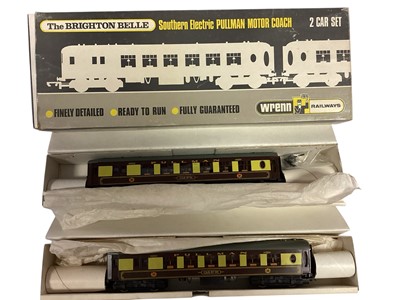 The BRIGHTON BELLE Southern Electric PULLMAN MOTOR COACH 2 CAR SET
FINELY DETAILED READY TO RUN FULLY GUARANTEED
wrenn RAILWAYS